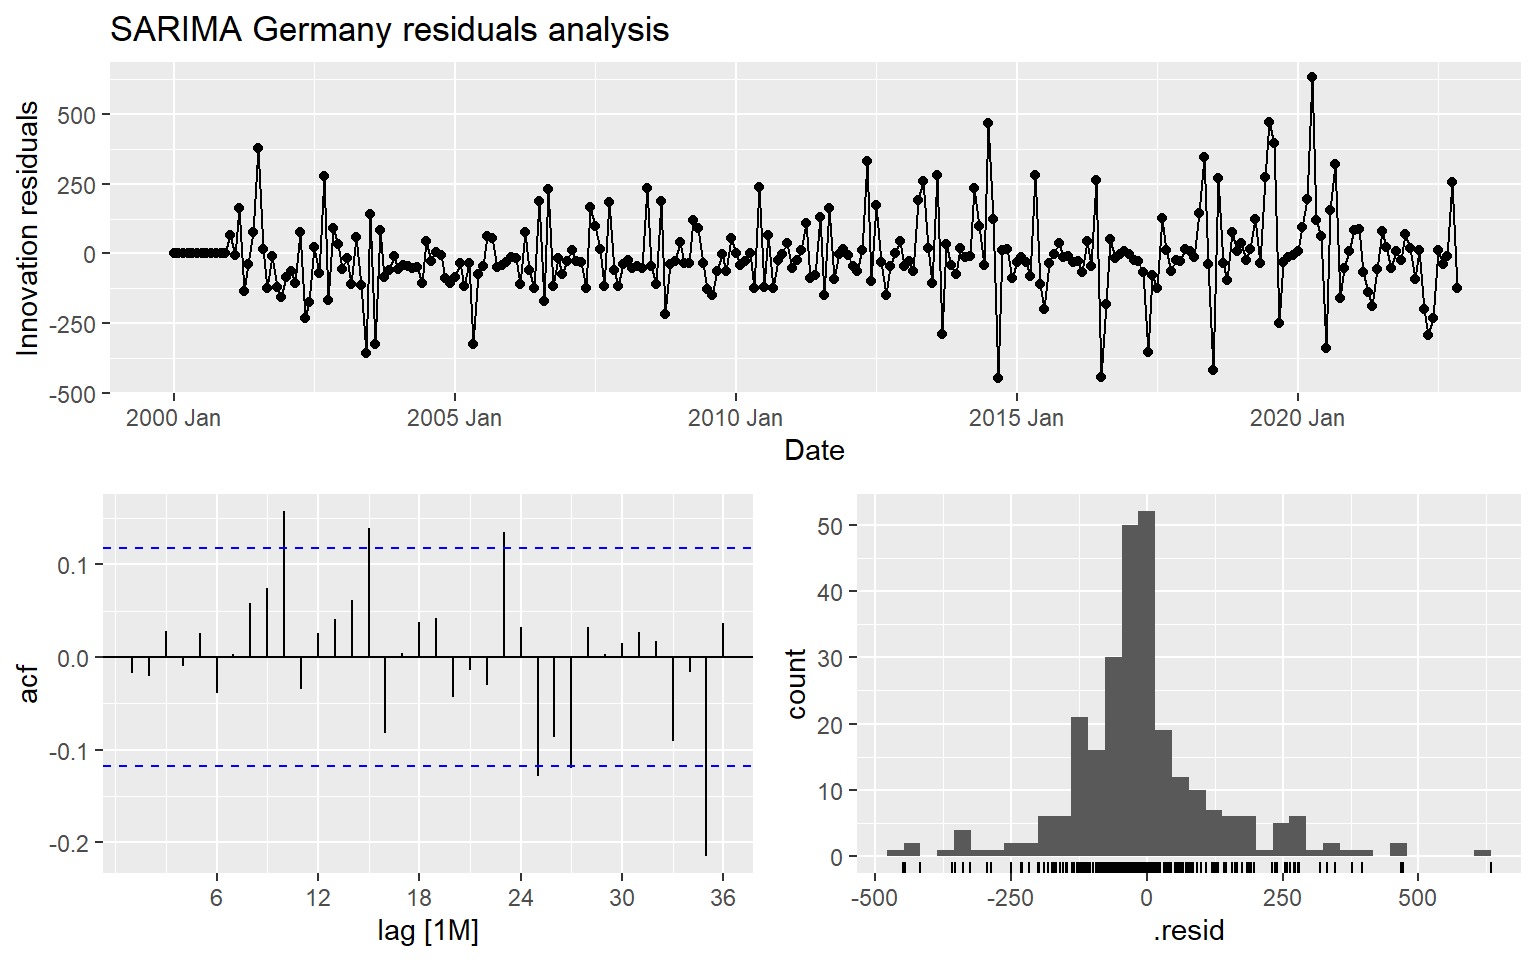 SARIMA Germany residuals analysis
Innovation residuals
500
250
0
-250
-500
2000 Jan 2005 Jan 2010 Jan 2015 Jan 2020 Jan
Date
acf
0.1
0.0
-0.1
-0.2
6 12 18 24 30 36
lag [1M]
count
50
40
30
20
10
0
-500 -250 0 250 500
.resid